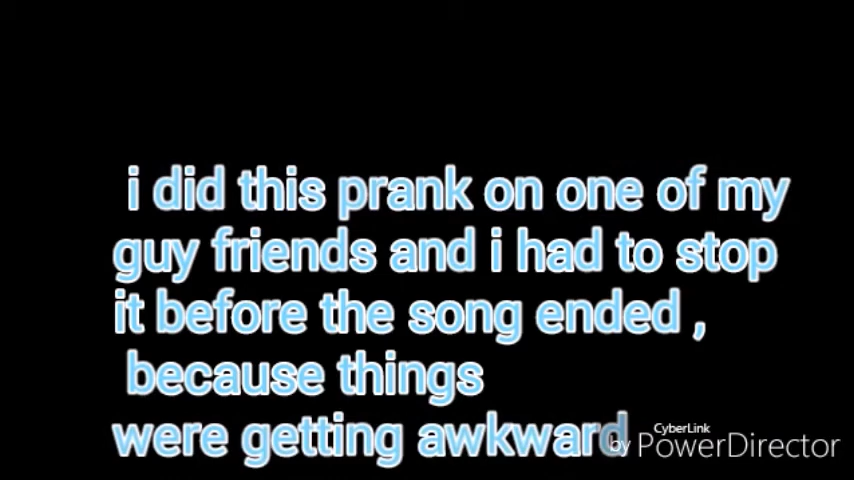 i did this prank on one of my
guy friends and i had to stop
it before the song ended ,
because things
were getting awkward
CyberLink
by PowerDirector